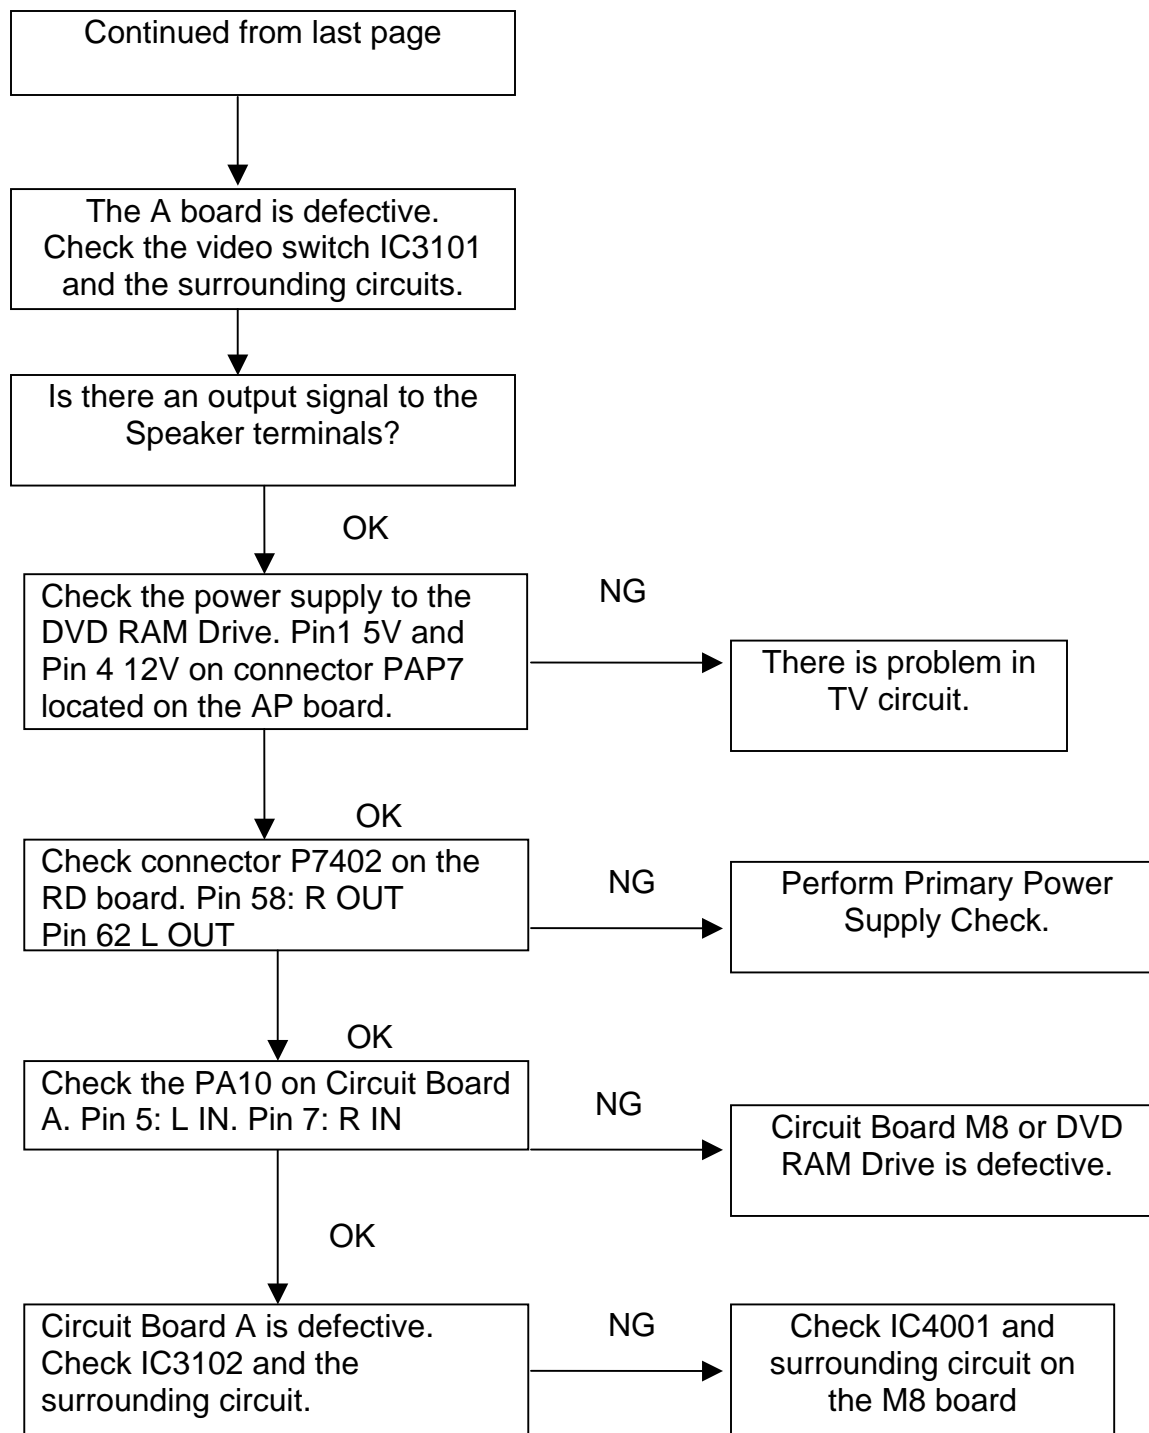 Continued from last page
The A board is defective.
Check the video switch IC3101
and the surrounding circuits.
Is there an output signal to the
Speaker terminals?
OK
Check the power supply to the
DVD RAM Drive. Pin1 5V and
Pin 4 12V on connector PAP7
located on the AP board.
NG
There is problem in
TV circuit.
OK
Check connector P7402 on the
RD board. Pin 58: R OUT
Pin 62 L OUT
NG
Perform Primary Power
Supply Check.
OK
Check the PA10 on Circuit Board
A. Pin 5: L IN. Pin 7: R IN
NG
Circuit Board M8 or DVD
RAM Drive is defective.
OK
Circuit Board A is defective.
Check IC3102 and the
surrounding circuit.
NG
Check IC4001 and
surrounding circuit on
the M8 board